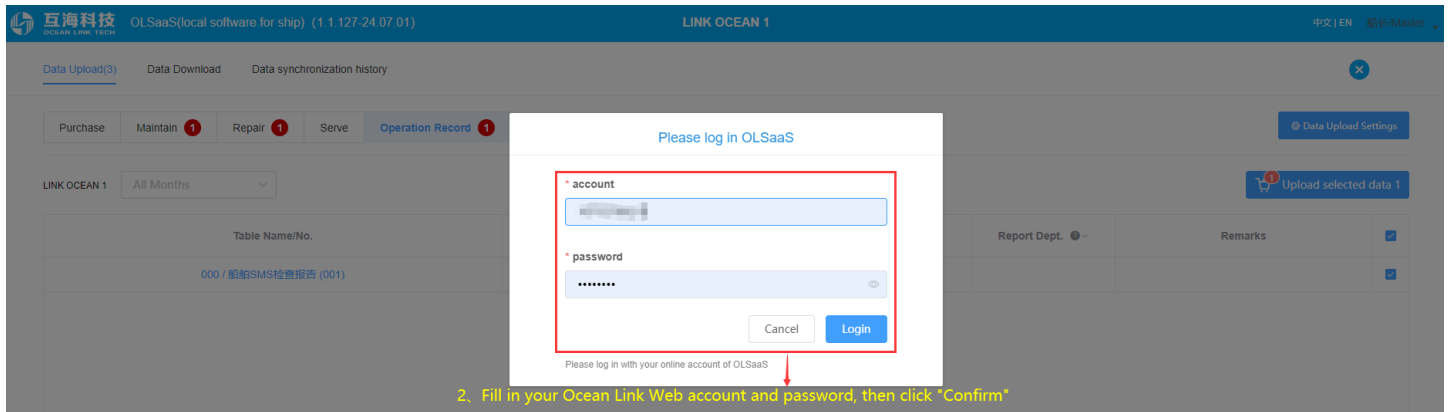 互海科技 OCEAN LINK TECH OLSaaS(local software for ship) (1.1.127-24.07.01) LINK OCEAN 1 中文 | EN 船长/Master
Data Upload(3) Data Download Data synchronization history
Purchase Maintain 1 Repair 1 Serve Operation Record 1 Data Upload Settings
Please log in OLSaaS
LINK OCEAN 1 All Months 1 Upload selected data 1
* account
Table Name/No. Report Dept. Remarks
* password
000 / 船舶SMS检查报告 (001)
••••••••
Cancel Login
Please log in with your online account of OLSaaS
2、Fill in your Ocean Link Web account and password, then click "Confirm"